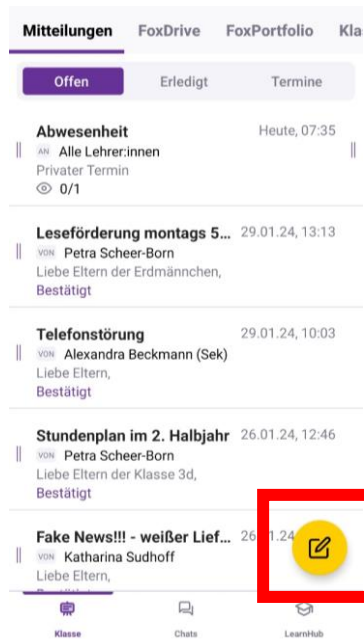 Mitteilungen FoxDrive FoxPortfolio Kla
Offen Erledigt Termine
Abwesenheit Heute, 07:35
AN Alle Lehrer:innen
Privater Termin
0/1
Leseförderung montags 5... 29.01.24, 13:13
VON Petra Scheer-Born
Liebe Eltern der Erdmännchen,
Bestätigt
Telefonstörung 29.01.24, 10:03
VON Alexandra Beckmann (Sek)
Liebe Eltern,
Bestätigt
Stundenplan im 2. Halbjahr 26.01.24, 12:46
VON Petra Scheer-Born
Liebe Eltern der Klasse 3d,
Bestätigt
Fake News!!! - weißer Lief... 26 1.24
VON Katharina Sudhoff
Liebe Eltern,
Klasse Chats LearnHub